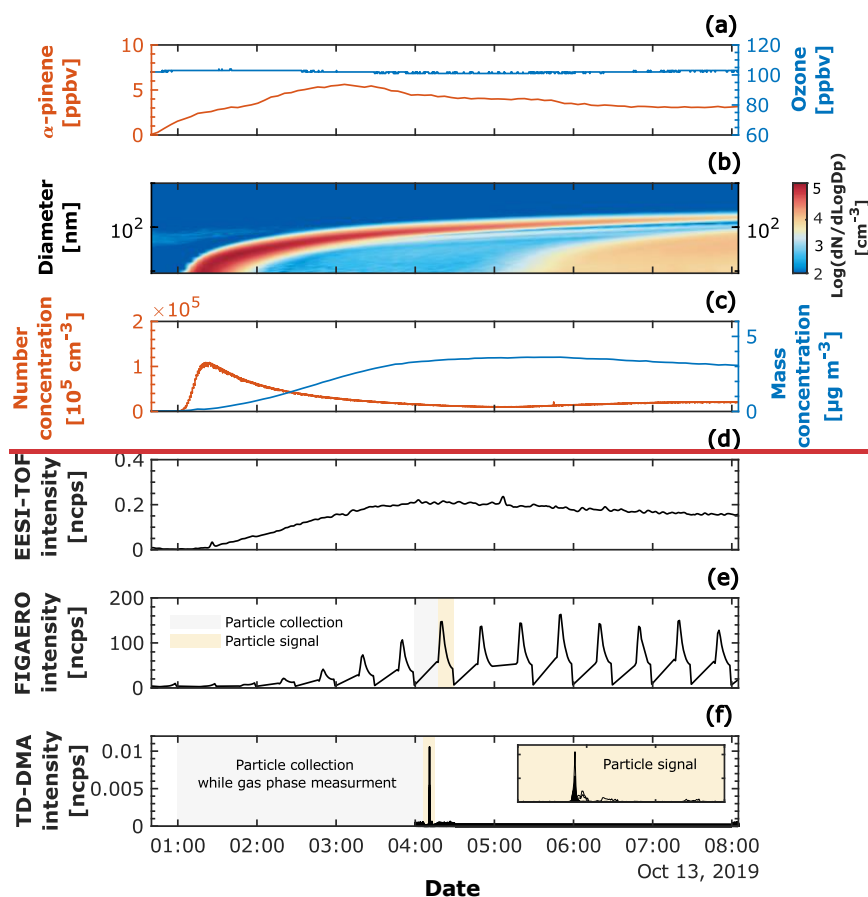 (a)
α-pinene
[ppbv]
10
5
0
120
100
80
60
Ozone
[ppbv]
(b)
Diameter
[nm]
10²
10²
5
4
3
2
Log(dN/dLogDp)
[cm⁻³]
(c)
×10⁵
Number
concentration
[10⁵ cm⁻³]
2
1
0
5
0
Mass
concentration
[µg m⁻³]
(d)
EESI-TOF
intensity
[ncps]
0.4
0.2
0
(e)
FIGAERO
intensity
[ncps]
200
100
0
Particle collection
Particle signal
(f)
TD-DMA
intensity
[ncps]
0.01
0.005
0
Particle collection
while gas phase measurment
Particle signal
01:00 02:00 03:00 04:00 05:00 06:00 07:00 08:00
Oct 13, 2019
Date